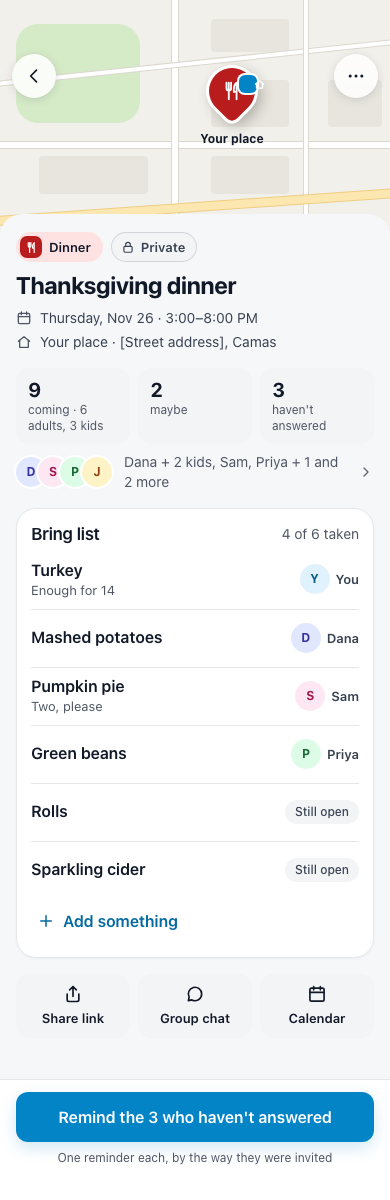 Your place
Dinner
Private
Thanksgiving dinner
Thursday, Nov 26 · 3:00–8:00 PM
Your place · [Street address], Camas
9
coming · 6
adults, 3 kids
2
maybe
3
haven't
answered
D S P J
Dana + 2 kids, Sam, Priya + 1 and
2 more
Bring list
4 of 6 taken
Turkey
Enough for 14
Y You
Mashed potatoes
D Dana
Pumpkin pie
Two, please
S Sam
Green beans
P Priya
Rolls
Still open
Sparkling cider
Still open
Add something
Share link
Group chat
Calendar
Remind the 3 who haven't answered
One reminder each, by the way they were invited